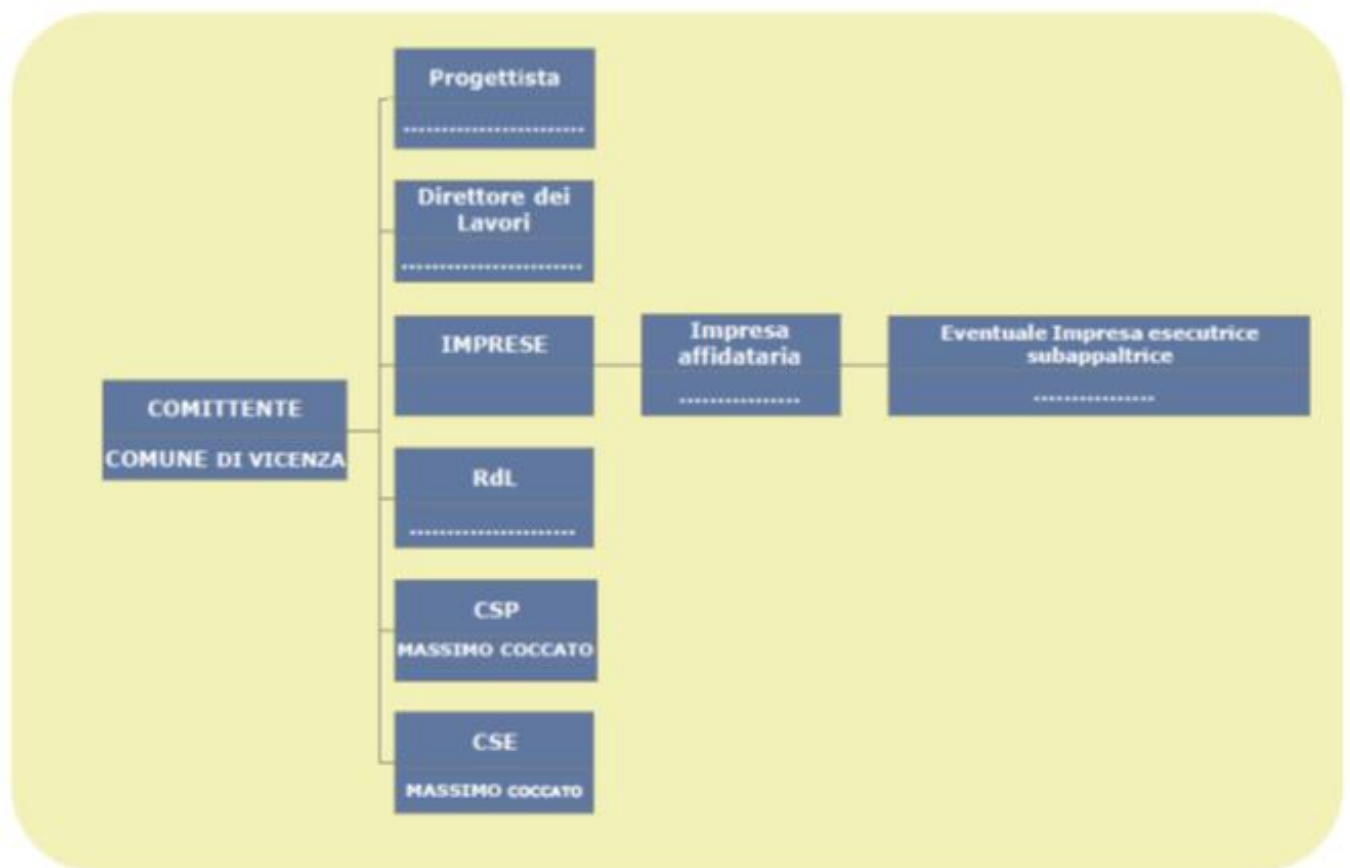 Progettista
........................
Direttore dei
Lavori
........................
IMPRESE
Impresa
affidataria
................
Eventuale Impresa esecutrice
subappaltrice
................
COMITTENTE
COMUNE DI VICENZA
RdL
......................
CSP
MASSIMO COCCATO
CSE
MASSIMO COCCATO